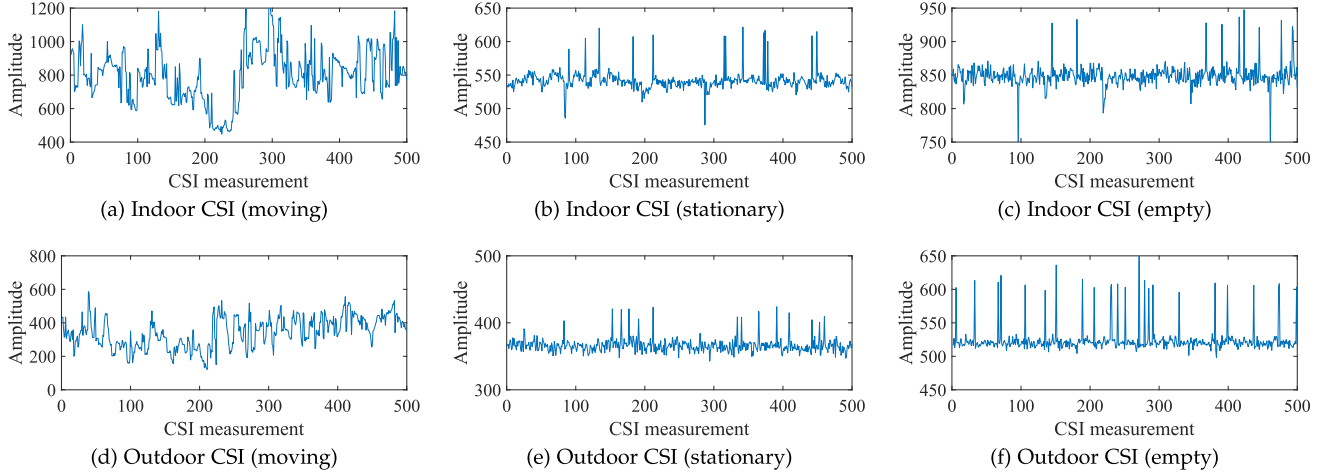 1200
1000
800
600
400
Amplitude
0 100 200 300 400 500
CSI measurement
(a) Indoor CSI (moving)
650
600
550
500
450
Amplitude
0 100 200 300 400 500
CSI measurement
(b) Indoor CSI (stationary)
950
900
850
800
750
Amplitude
0 100 200 300 400 500
CSI measurement
(c) Indoor CSI (empty)
800
600
400
200
0
Amplitude
0 100 200 300 400 500
CSI measurement
(d) Outdoor CSI (moving)
500
400
300
Amplitude
0 100 200 300 400 500
CSI measurement
(e) Outdoor CSI (stationary)
650
600
550
500
450
Amplitude
0 100 200 300 400 500
CSI measurement
(f) Outdoor CSI (empty)